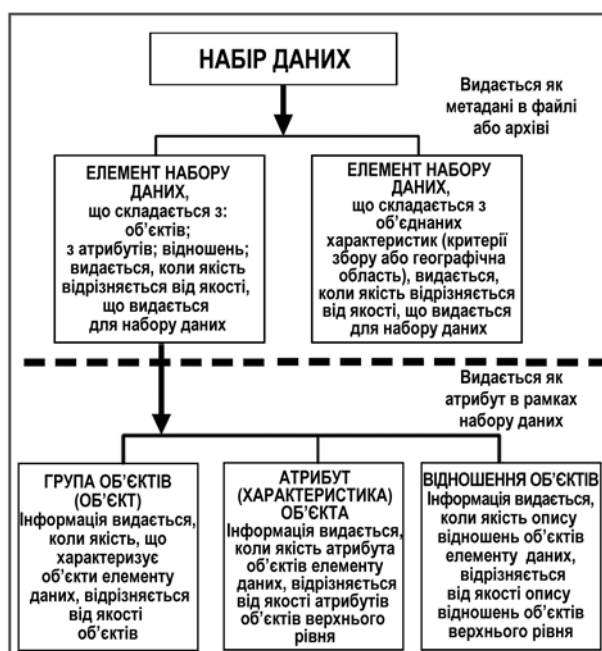 НАБІР ДАНИХ
Видається як
метадані в файлі
або архіві
ЕЛЕМЕНТ НАБОРУ
ДАНИХ,
що складається з:
об’єктів;
з атрибутів; відношень;
видається, коли якість
відрізняється від якості,
що видається
для набору даних
ЕЛЕМЕНТ НАБОРУ
ДАНИХ,
що складається з
об’єднаних
характеристик (критерії
збору або географічна
область), видається,
коли якість відрізняється
від якості, що видається
для набору даних
Видається як
атрибут в рамках
набору даних
ГРУПА ОБ’ЄКТІВ
(ОБ’ЄКТ)
Інформація видається,
коли якість, що
характеризує
об’єкти елементу
даних, відрізняється
від якості
об’єктів
АТРИБУТ
(ХАРАКТЕРИСТИКА)
ОБ’ЄКТА
Інформація видається,
коли якість атрибута
об’єктів елементу
даних, відрізняється
від якості атрибутів
об’єктів верхнього
рівня
ВІДНОШЕННЯ ОБ’ЄКТІВ
Інформація видається,
коли якість опису
відношень об’єктів
елементу даних,
відрізняється
від якості опису
відношень об’єктів
верхнього рівня